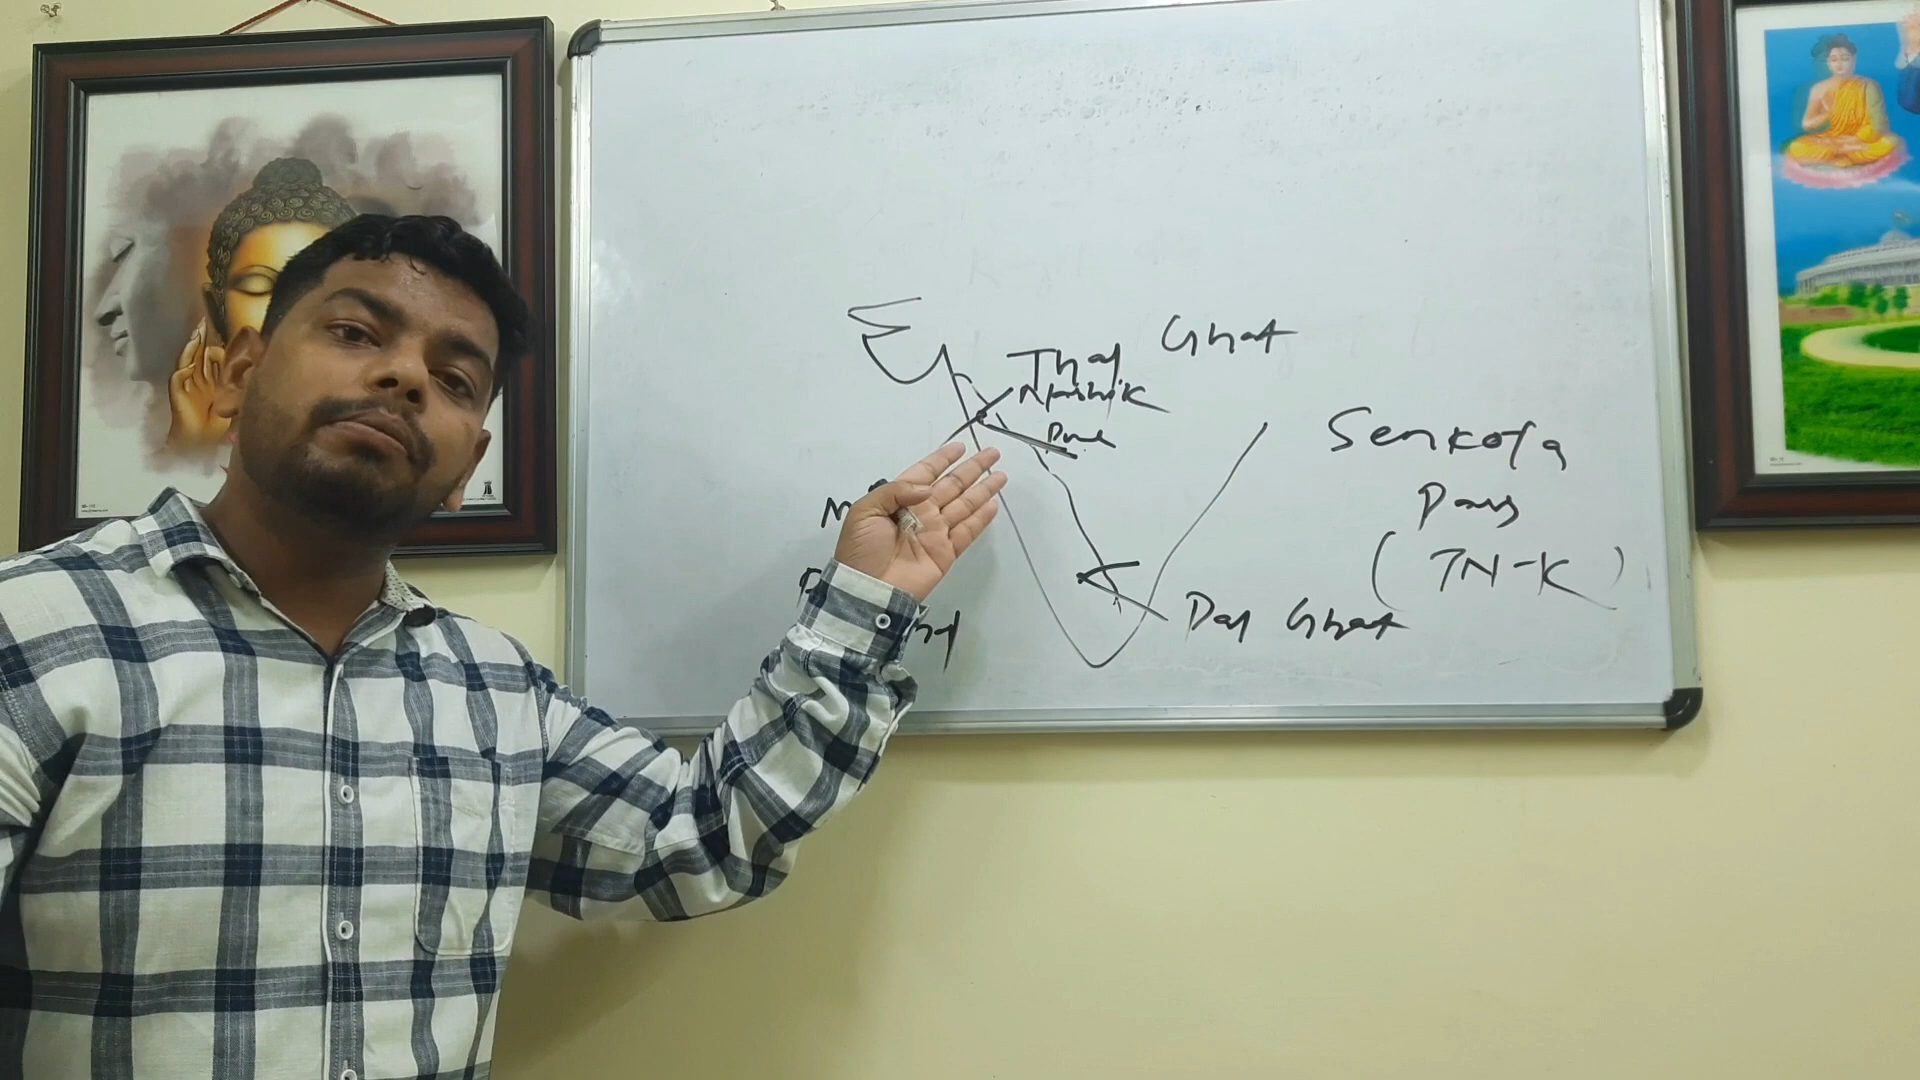 Thal Ghat
Nashik
Pune
Senkota
Pass
(TN-K)
Pal Ghat